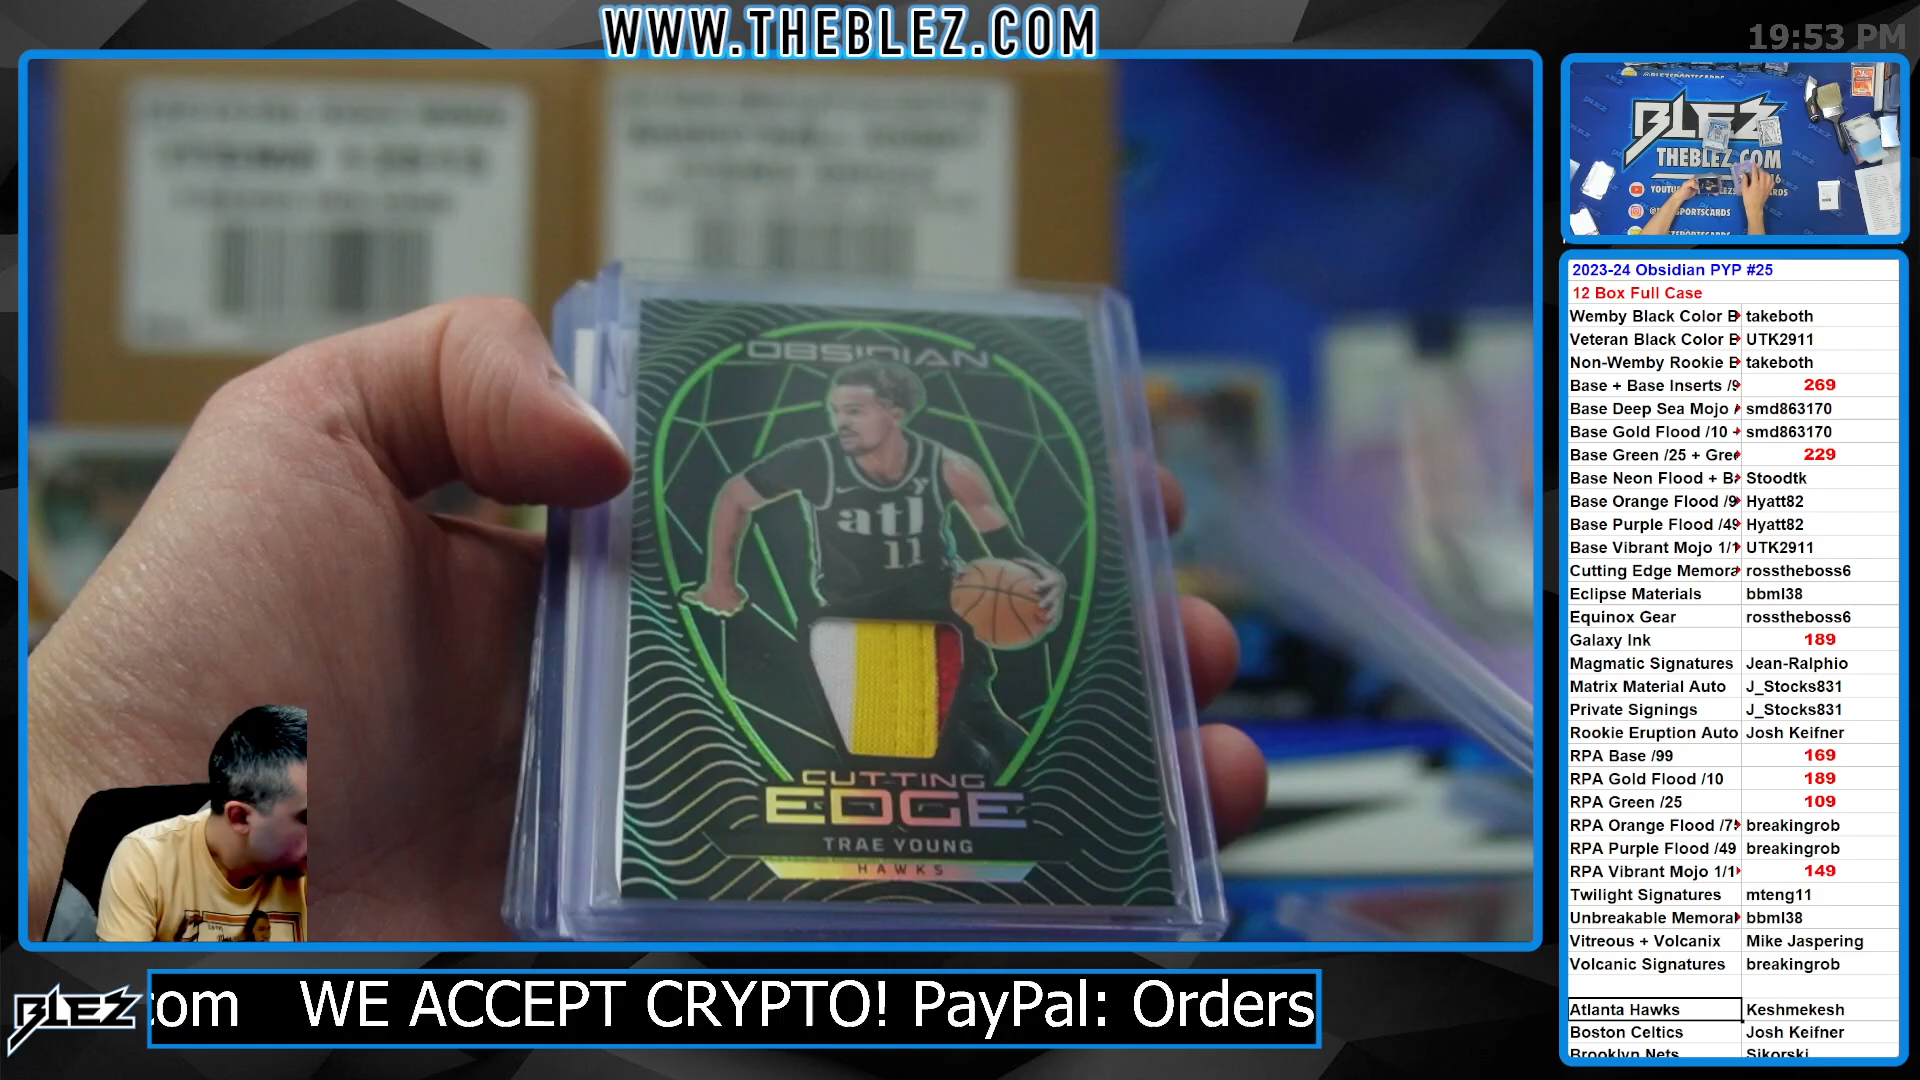 WWW.THEBLEZ.COM
19:53 PM
OBSIDIAN
atl
11
CUTTING
EDGE
TRAE YOUNG
HAWKS
BLEZ
THEBLEZ.COM
2023-24 Obsidian PYP #25
12 Box Full Case
Wemby Black Color takeboth
Veteran Black Color UTK2911
Non-Wemby Rookie takeboth
Base + Base Inserts 269
Base Deep Sea Mojo smd863170
Base Gold Flood /10 + smd863170
Base Green /25 + 229
Base Neon Flood + Stoodtk
Base Orange Flood Hyatt82
Base Purple Flood /49 Hyatt82
Base Vibrant Mojo 1/1 UTK2911
Cutting Edge rosstheboss6
Eclipse Materials bbml38
Equinox Gear rosstheboss6
Galaxy Ink 189
Magmatic Signatures Jean-Ralphio
Matrix Material Auto J_Stocks831
Private Signings J_Stocks831
Rookie Eruption Auto Josh Keifner
RPA Base /99 169
RPA Gold Flood /10 189
RPA Green /25 109
RPA Orange Flood breakingrob
RPA Purple Flood /49 breakingrob
RPA Vibrant Mojo 1/1 149
Twilight Signatures mteng11
Unbreakable bbml38
Vitreous + Volcanix Mike Jaspering
Volcanic Signatures breakingrob
Atlanta Hawks Keshmekesh
Boston Celtics Josh Keifner
Brooklyn Nets Sikorski
BLEZ
com WE ACCEPT CRYPTO! PayPal: Orders